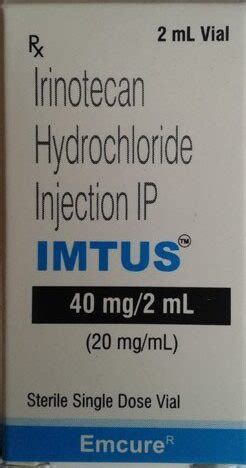 Rx
2 mL Vial
Irinotecan
Hydrochloride
Injection IP
IMTUS™
40 mg/2 mL
(20 mg/mL)
Sterile Single Dose Vial
Emcure®